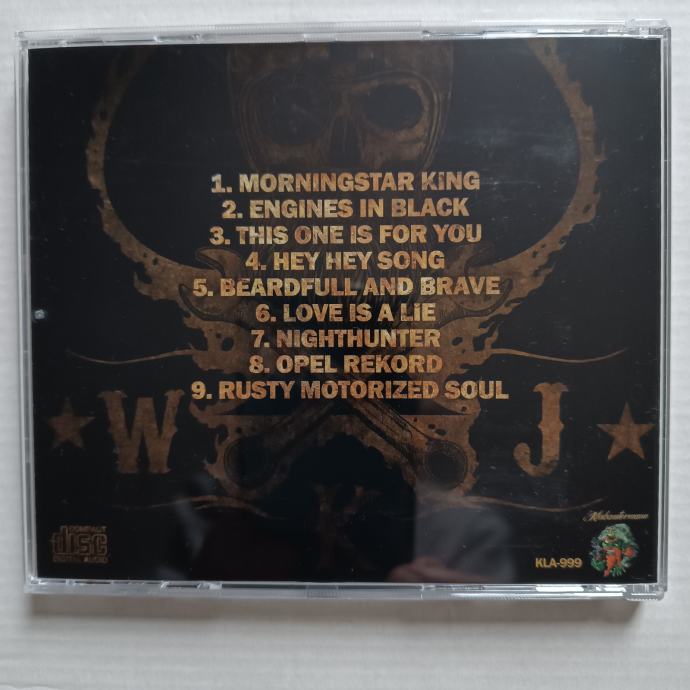 1. MORNINGSTAR KING
2. ENGINES IN BLACK
3. THIS ONE IS FOR YOU
4. HEY HEY SONG
5. BEARDFULL AND BRAVE
6. LOVE IS A LiE
7. NIGHTHUNTER
8. OPEL REKORD
9. RUSTY MOTORIZED SOUL
W J
K
COMPACT
disc
DIGITAL AUDIO
KLA-999